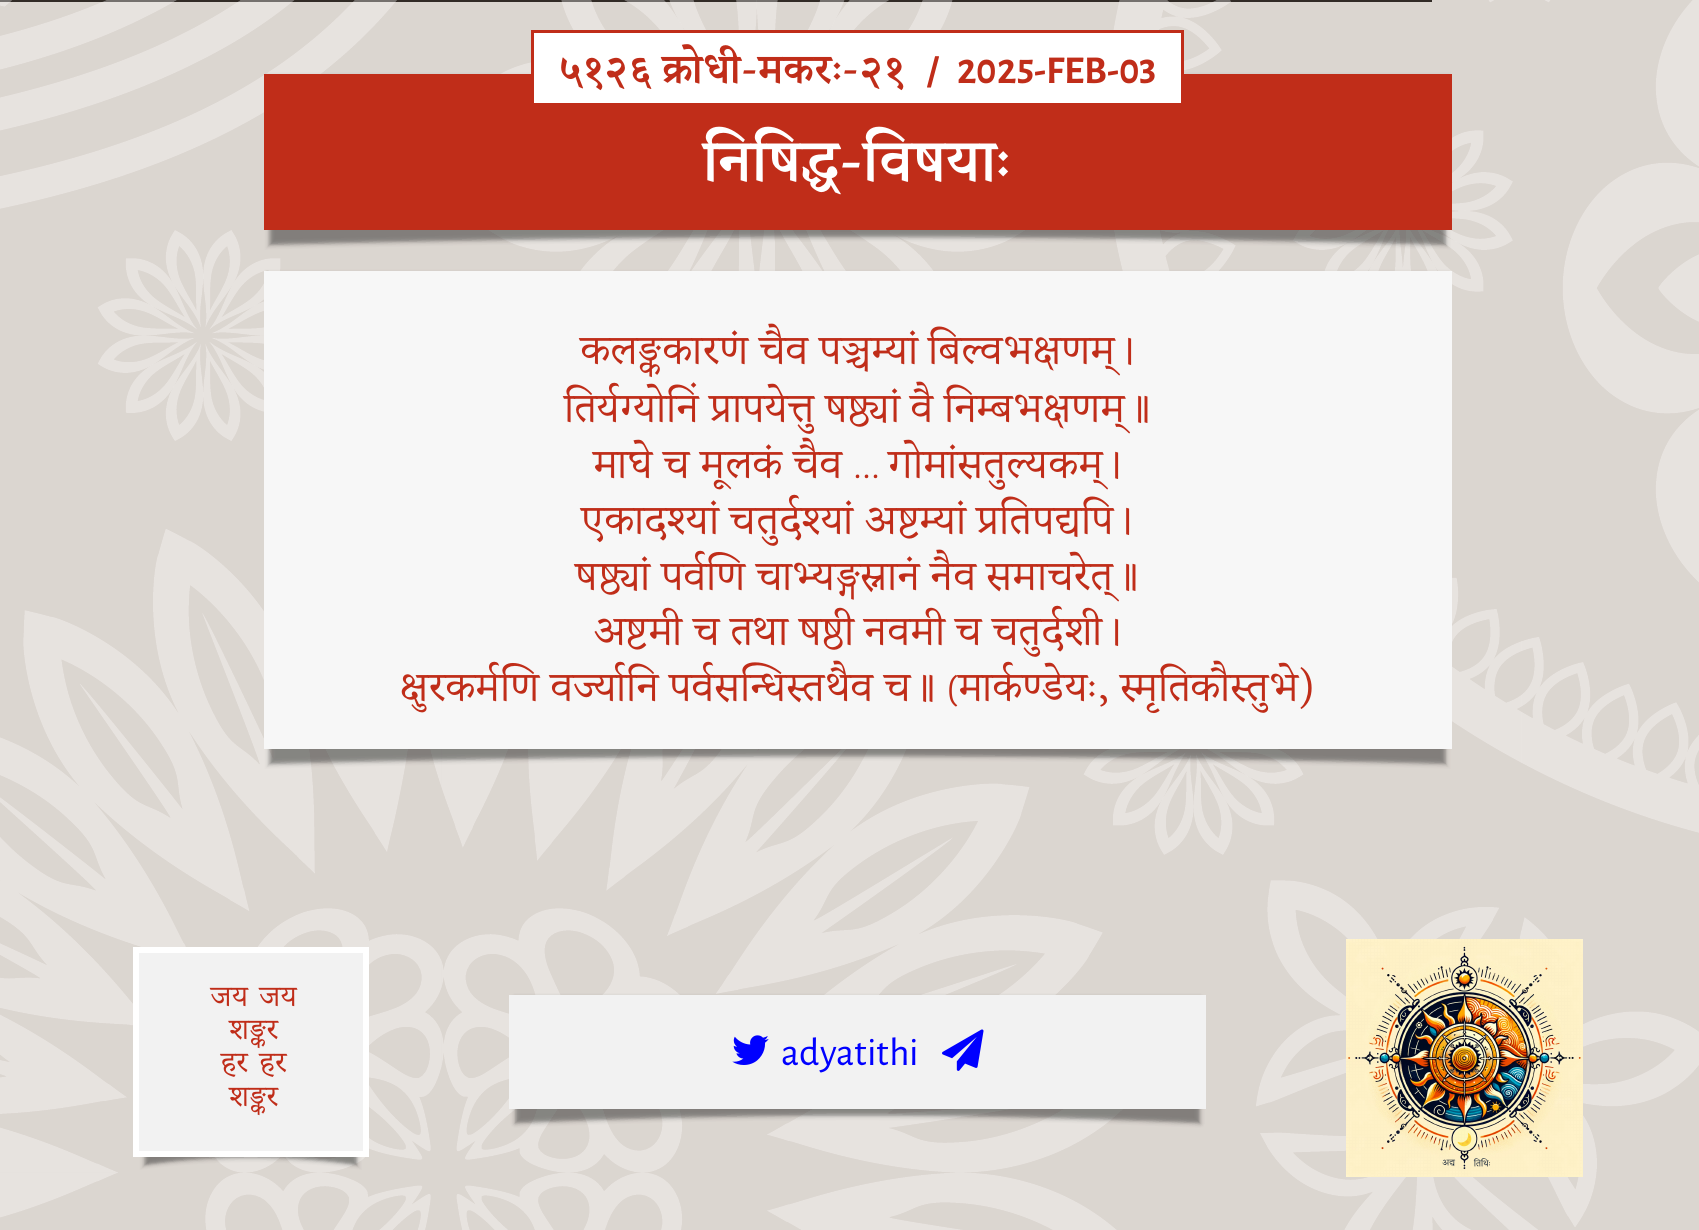 ५१२६ क्रोधी-मकरः-२१ / 2025-FEB-03
निषिद्ध-विषयाः
कलङ्ककारणं चैव पञ्चम्यां बिल्वभक्षणम्।
तिर्यग्योनिं प्रापयेत्तु षष्ठ्यां वै निम्बभक्षणम्॥
माघे च मूलकं चैव … गोमांसतुल्यकम्।
एकादश्यां चतुर्दश्यां अष्टम्यां प्रतिपद्यपि।
षष्ठ्यां पर्वणि चाभ्यङ्गस्नानं नैव समाचरेत्॥
अष्टमी च तथा षष्ठी नवमी च चतुर्दशी।
क्षुरकर्मणि वर्ज्यानि पर्वसन्धिस्तथैव च॥ (मार्कण्डेयः, स्मृतिकौस्तुभे)
जय जय
शङ्कर
हर हर
शङ्कर
adyatithi
अद्य तिथिः